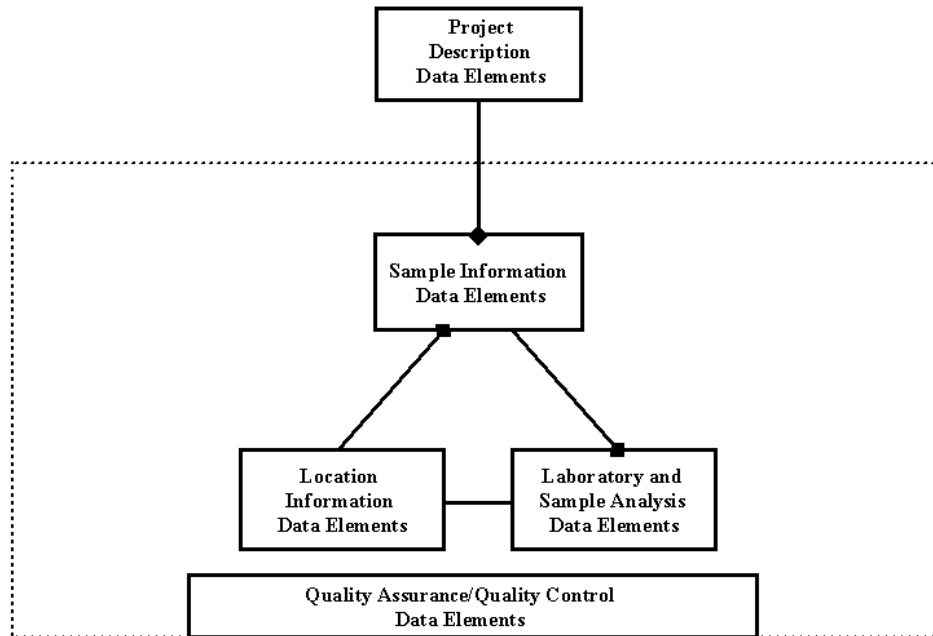 Project
Description
Data Elements
Sample Information
Data Elements
Location
Information
Data Elements
Laboratory and
Sample Analysis
Data Elements
Quality Assurance/Quality Control
Data Elements